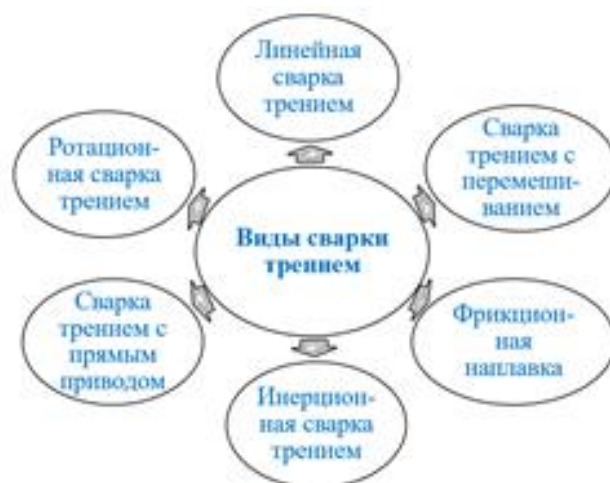 Линейная
сварка
трением
Ротацион-
ная сварка
трением
Сварка
трением с
перемеши-
ванием
Виды сварки
трением
Сварка
трением с
прямым
приводом
Фрикцион-
ная
наплавка
Инерцион-
ная сварка
трением